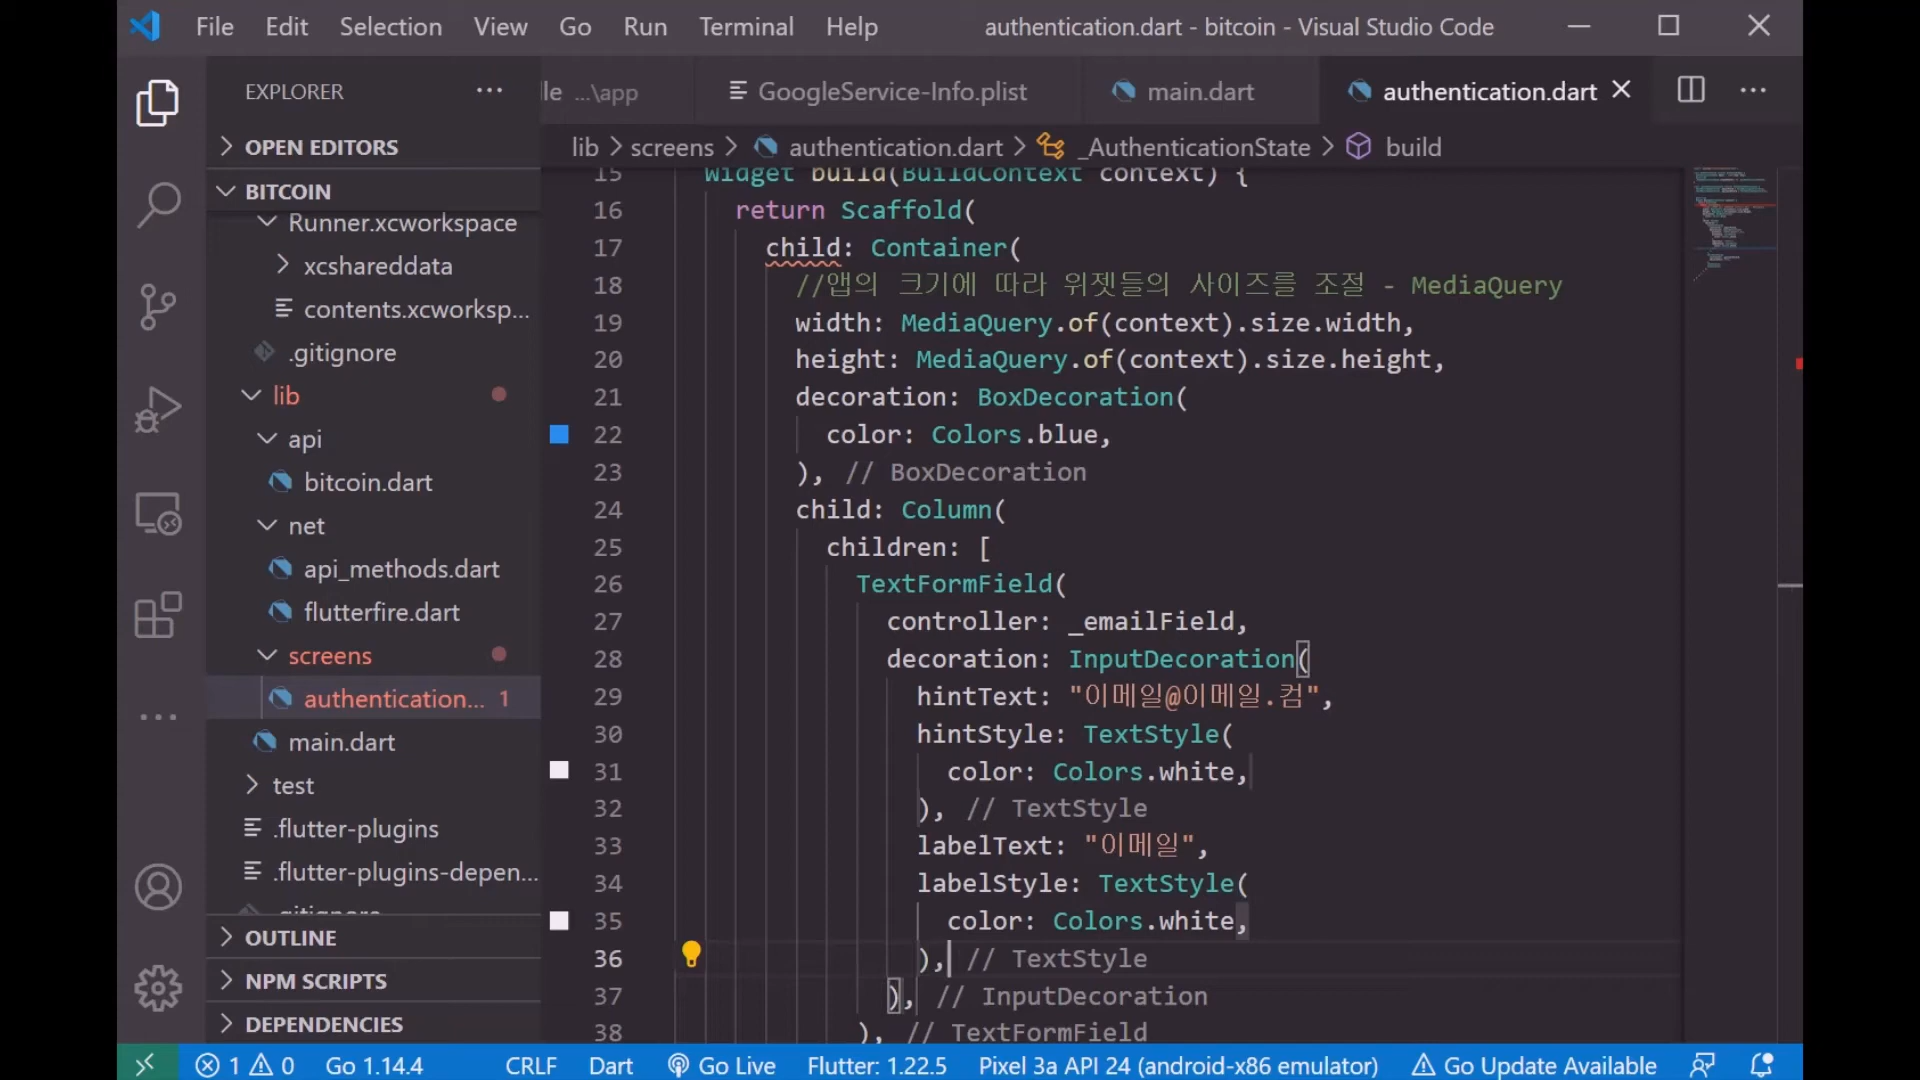 File Edit Selection View Go Run Terminal Help authentication.dart - bitcoin - Visual Studio Code
EXPLORER
OPEN EDITORS
BITCOIN
Runner.xcworkspace
xcshareddata
contents.xcworksp...
.gitignore
lib
api
bitcoin.dart
net
api_methods.dart
flutterfire.dart
screens
authentication... 1
main.dart
test
.flutter-plugins
.flutter-plugins-depen...
.gitignore
OUTLINE
NPM SCRIPTS
DEPENDENCIES
le ...\app GoogleService-Info.plist main.dart authentication.dart
lib > screens > authentication.dart > _AuthenticationState > build
15 Widget build(BuildContext context) {
16 return Scaffold(
17 child: Container(
18 //앱의 크기에 따라 위젯들의 사이즈를 조절 - MediaQuery
19 width: MediaQuery.of(context).size.width,
20 height: MediaQuery.of(context).size.height,
21 decoration: BoxDecoration(
22 color: Colors.blue,
23 ), // BoxDecoration
24 child: Column(
25 children: [
26 TextFormField(
27 controller: _emailField,
28 decoration: InputDecoration(
29 hintText: "이메일@이메일.컴",
30 hintStyle: TextStyle(
31 color: Colors.white,
32 ), // TextStyle
33 labelText: "이메일",
34 labelStyle: TextStyle(
35 color: Colors.white,
36 ), // TextStyle
37 ), // InputDecoration
38 ), // TextFormField
1 0 Go 1.14.4 CRLF Dart Go Live Flutter: 1.22.5 Pixel 3a API 24 (android-x86 emulator) Go Update Available